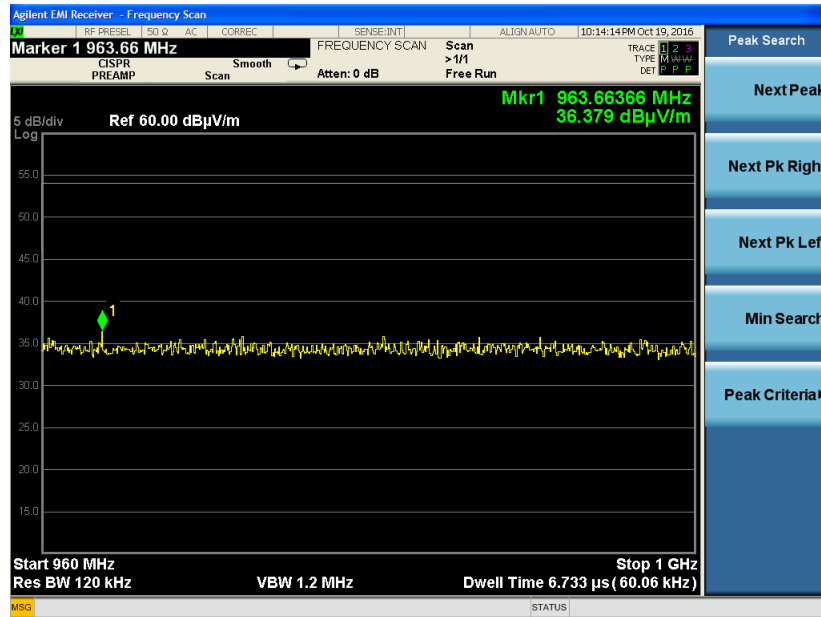 Agilent EMI Receiver - Frequency Scan
LXI RF PRESEL 50 Ω AC CORREC SENSE:INT ALIGN AUTO 10:14:14 PM Oct 19, 2016
Marker 1 963.66 MHz
CISPR
PREAMP
Smooth
Scan
FREQUENCY SCAN
Atten: 0 dB
Scan
>1/1
Free Run
TRACE 1 2 3
TYPE M W W
DET P P P
Mkr1 963.66366 MHz
36.379 dBµV/m
5 dB/div
Ref 60.00 dBµV/m
Log
55.0
50.0
45.0
40.0
35.0
30.0
25.0
20.0
15.0
1
Start 960 MHz
Stop 1 GHz
Res BW 120 kHz
VBW 1.2 MHz
Dwell Time 6.733 µs (60.06 kHz)
MSG
STATUS
Peak Search
Next Peak
Next Pk Righ
Next Pk Lef
Min Search
Peak Criteria